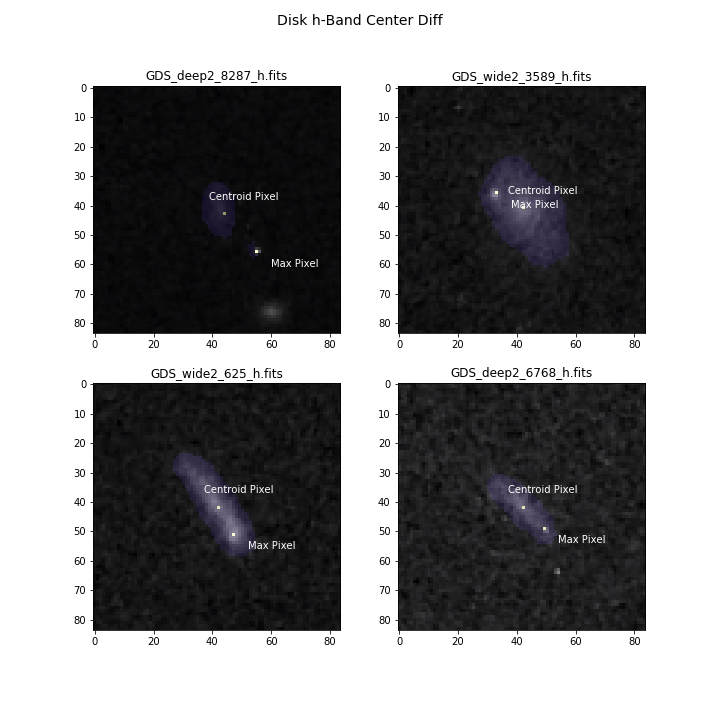 Disk h-Band Center Diff
GDS_deep2_8287_h.fits
0
10
20
30
40
50
60
70
80
Centroid Pixel
Max Pixel
0 20 40 60 80
GDS_wide2_3589_h.fits
0
10
20
30
40
50
60
70
80
Centroid Pixel
Max Pixel
0 20 40 60 80
GDS_wide2_625_h.fits
0
10
20
30
40
50
60
70
80
Centroid Pixel
Max Pixel
0 20 40 60 80
GDS_deep2_6768_h.fits
0
10
20
30
40
50
60
70
80
Centroid Pixel
Max Pixel
0 20 40 60 80